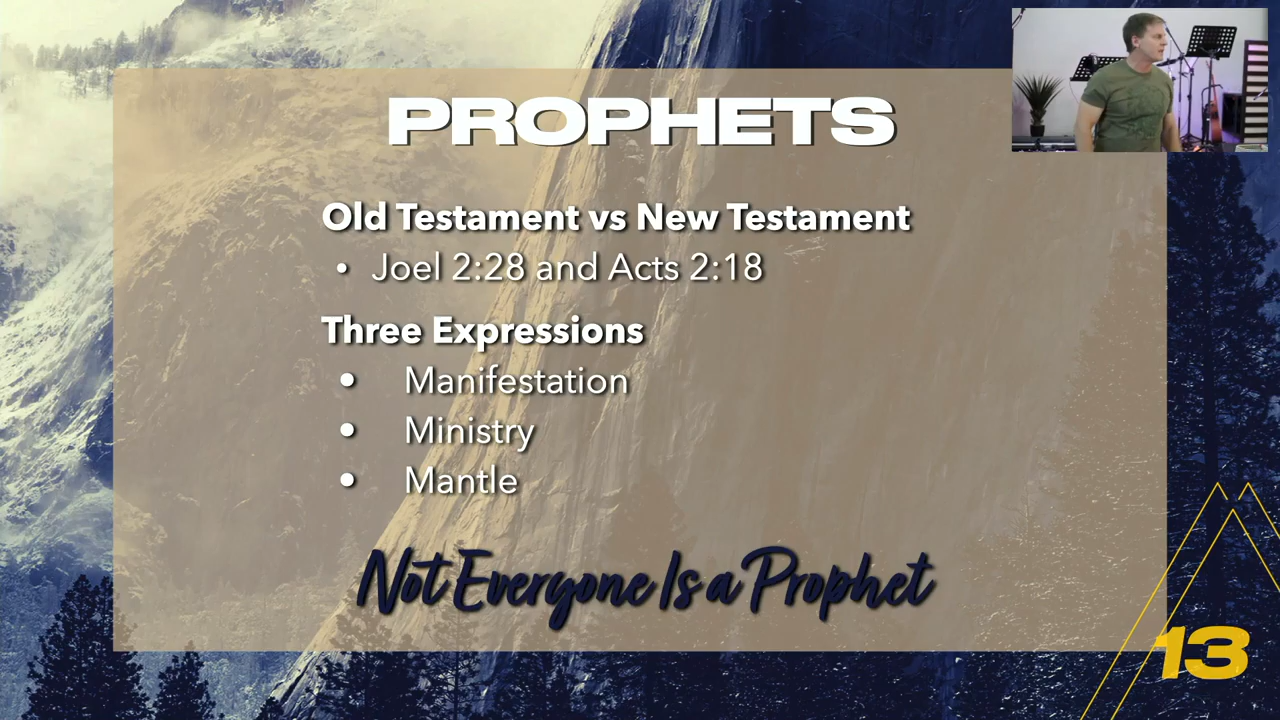 PROPHETS
Old Testament vs New Testament
• Joel 2:28 and Acts 2:18
Three Expressions
• Manifestation
• Ministry
• Mantle
Not Everyone Is a Prophet
13